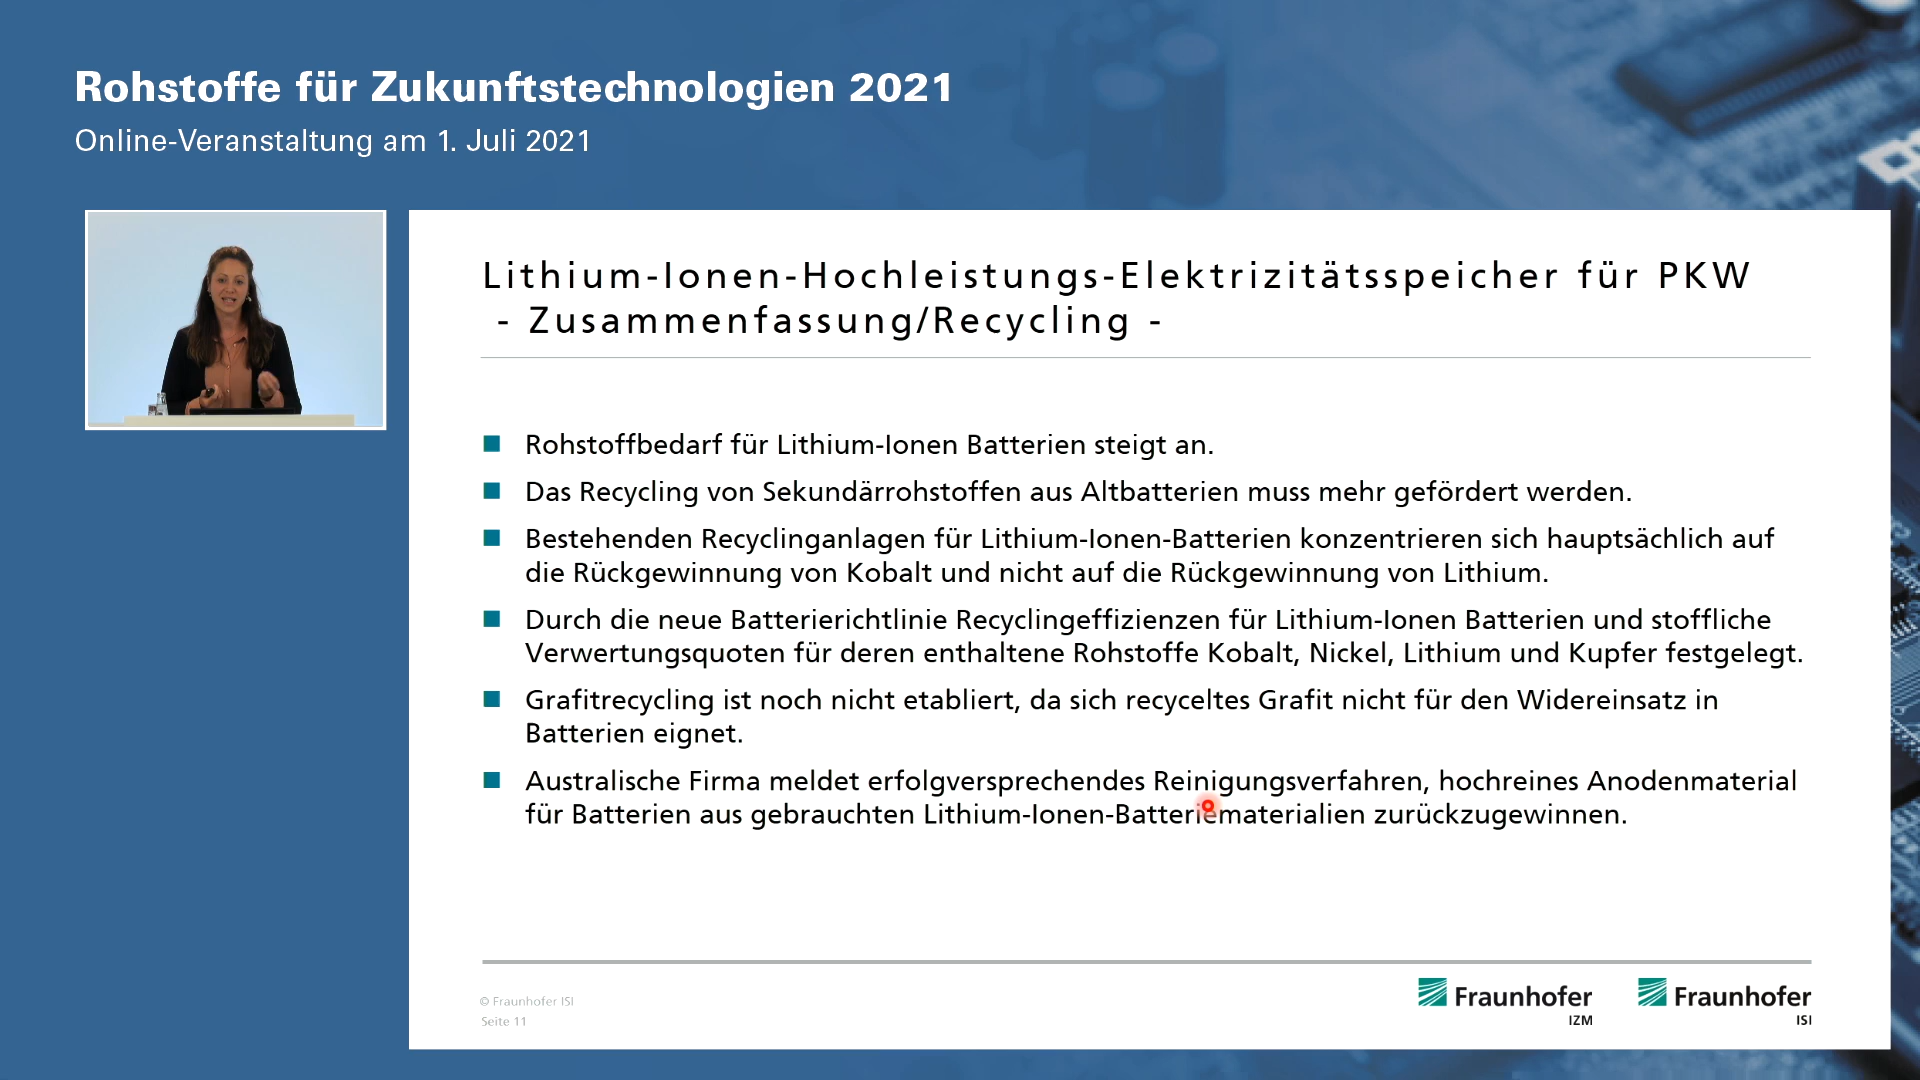 Rohstoffe für Zukunftstechnologien 2021
Online-Veranstaltung am 1. Juli 2021
Lithium-Ionen-Hochleistungs-Elektrizitätsspeicher für PKW
- Zusammenfassung/Recycling -
Rohstoffbedarf für Lithium-Ionen Batterien steigt an.
Das Recycling von Sekundärrohstoffen aus Altbatterien muss mehr gefördert werden.
Bestehenden Recyclinganlagen für Lithium-Ionen-Batterien konzentrieren sich hauptsächlich auf
die Rückgewinnung von Kobalt und nicht auf die Rückgewinnung von Lithium.
Durch die neue Batterierichtlinie Recyclingeffizienzen für Lithium-Ionen Batterien und stoffliche
Verwertungsquoten für deren enthaltene Rohstoffe Kobalt, Nickel, Lithium und Kupfer festgelegt.
Grafitrecycling ist noch nicht etabliert, da sich recyceltes Grafit nicht für den Widereinsatz in
Batterien eignet.
Australische Firma meldet erfolgversprechendes Reinigungsverfahren, hochreines Anodenmaterial
für Batterien aus gebrauchten Lithium-Ionen-Batteriematerialien zurückzugewinnen.
© Fraunhofer ISI
Seite 11
Fraunhofer
IZM
Fraunhofer
ISI